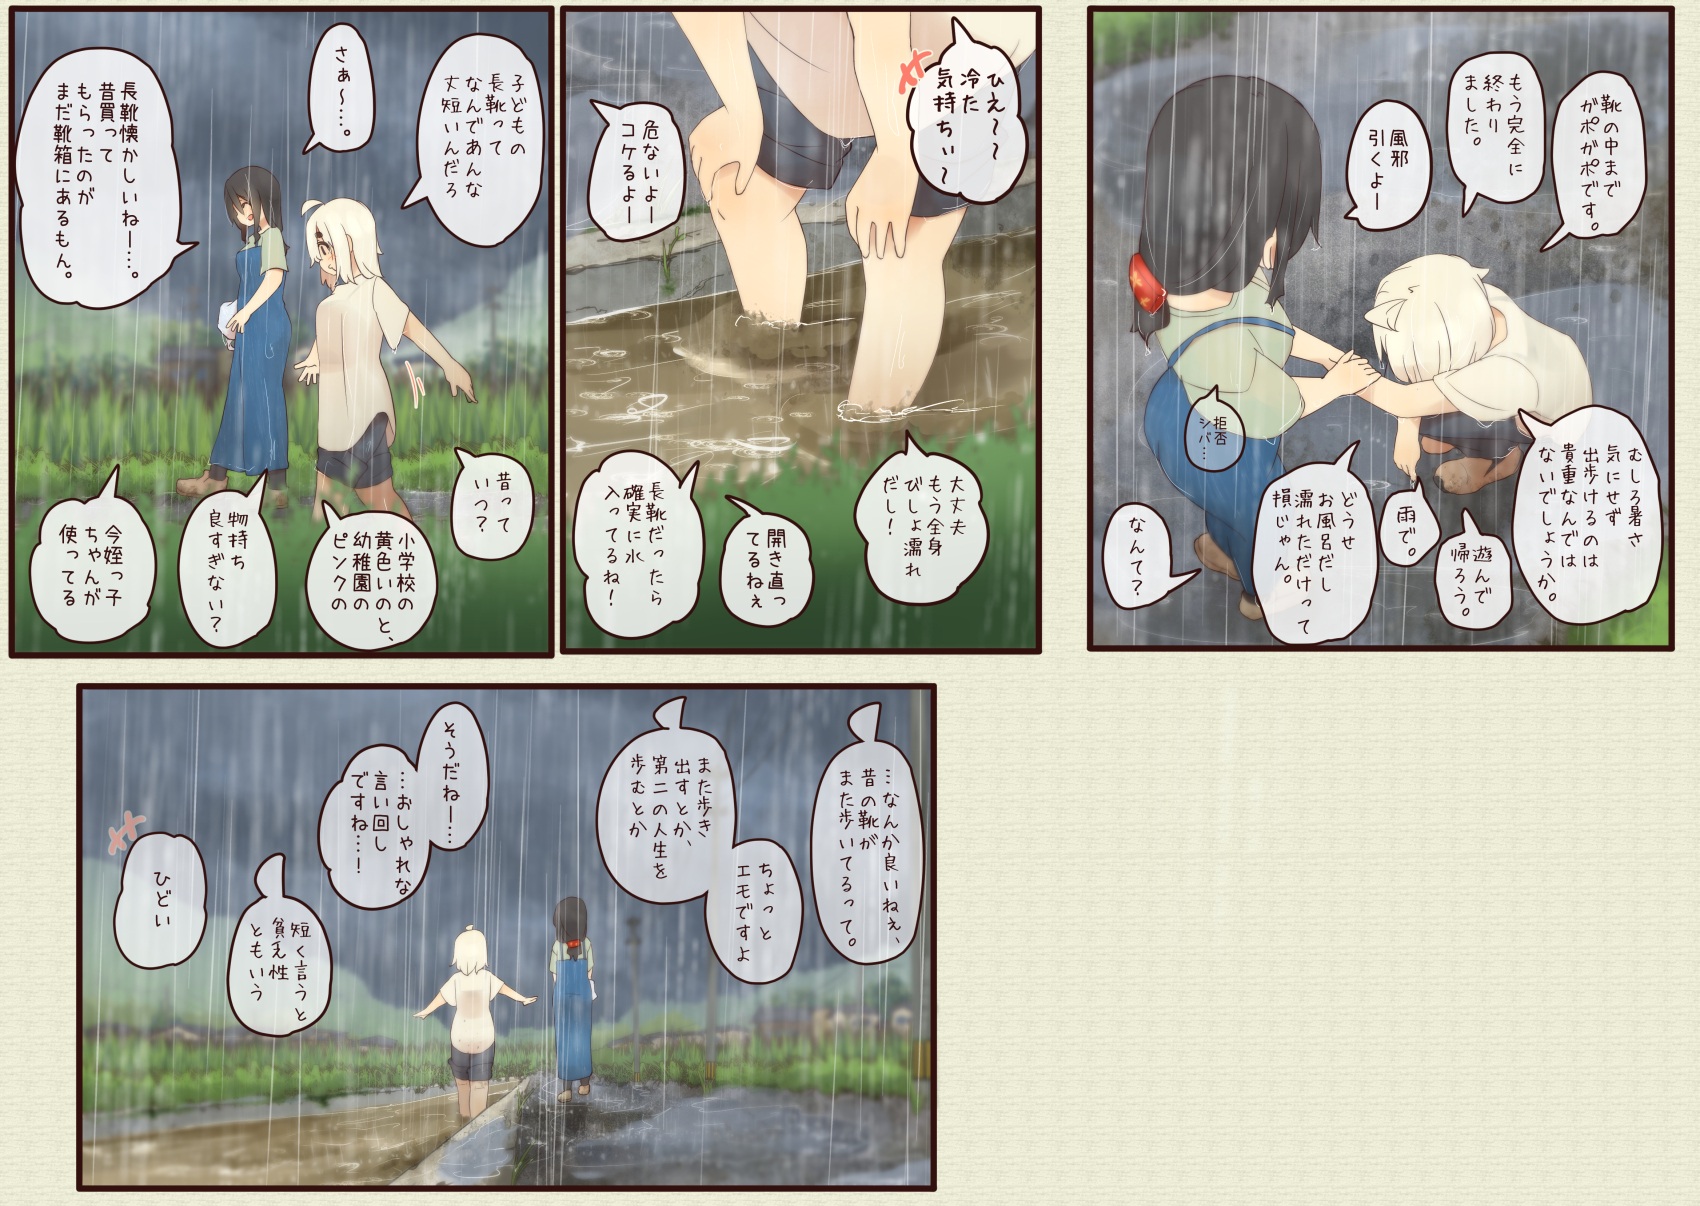 靴の中まで
ガポガポです。
もう完全に
終わり
ました。
風邪
引くよー
拒否
シバ…
むしろ暑さ
気にせず
出歩けるのは
貴重なんでは
ないでしょうか。
遊んで
帰ろう。
雨で。
どうせ
お風呂だし
濡れただけって
損じゃん。
なんて?
ひえ〜〜
冷た
気持ちぃ〜
危ないよー
コケるよー
大丈夫
もう全身
びしょ濡れ
だし!
開き直っ
てるねぇ
長靴だったら
確実に水
入ってるね!
子どもの
長靴って
なんであんな
丈短いんだろ
さぁ〜…。
長靴懐かしいねー…。
昔買って
もらったのが
まだ靴箱にあるもん。
昔って
いつ?
小学校の
黄色いのと、
幼稚園の
ピンクの
物持ち
良すぎない?
今姪っ子
ちゃんが
使ってる
…なんか良いねぇ、
昔の靴が
また歩いてるって。
ちょっと
エモですよ
また歩き
出すとか、
第二の人生を
歩むとか
そうだねー…
…おしゃれな
言い回し
ですね…!
短く言うと
貧乏性
ともいう
ひどい